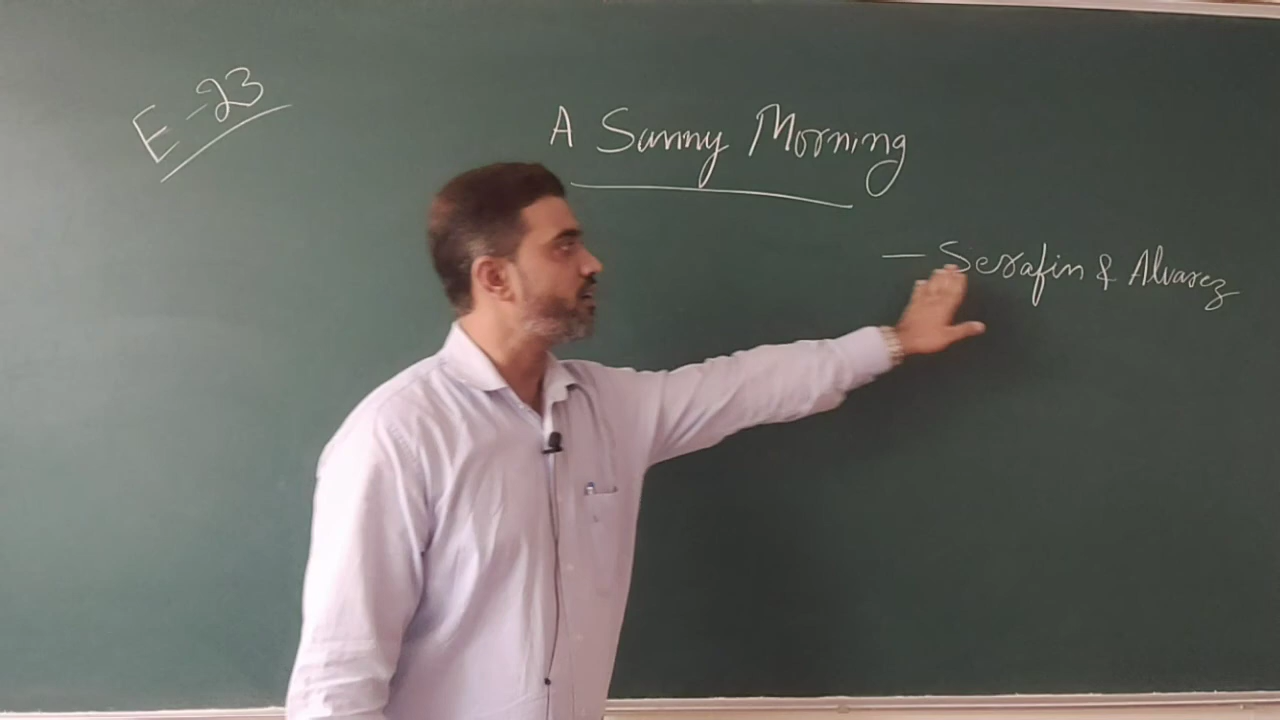 E-23
A Sunny Morning
— Serafin & Alvarez